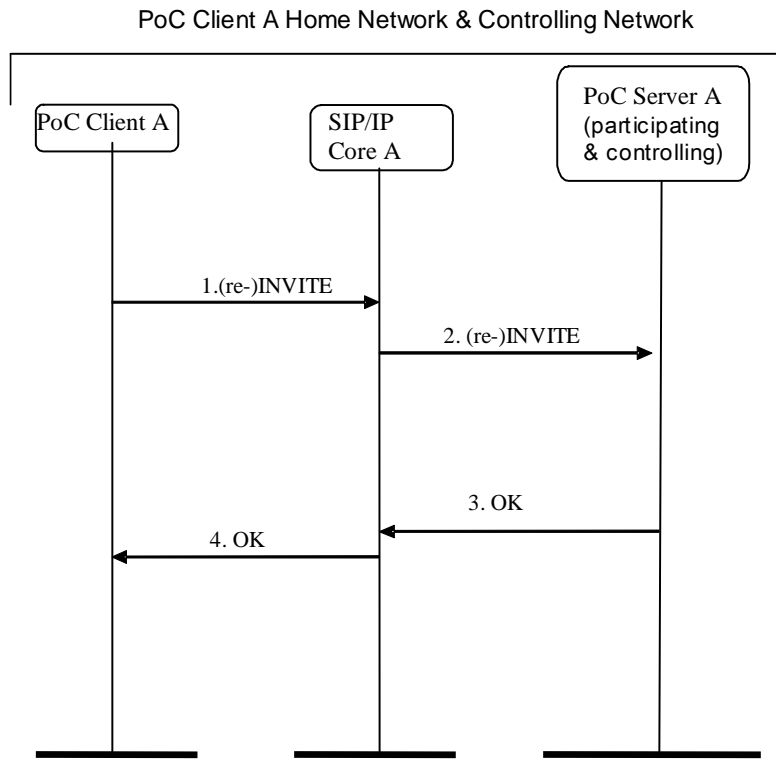 PoC Client A Home Network & Controlling Network
PoC Client A
SIP/IP
Core A
PoC Server A
(participating
& controlling)
1.(re-)INVITE
2. (re-)INVITE
3. OK
4. OK